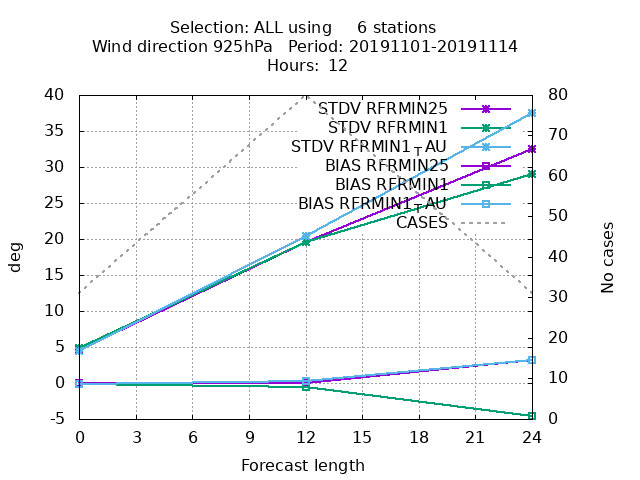 Selection: ALL using     6 stations
Wind direction 925hPa   Period: 20191101-20191114
Hours: 12
40
35
30
25
20
15
10
5
0
-5
deg
80
70
60
50
40
30
20
10
0
No cases
STDV RFRMIN25
STDV RFRMIN1
STDV RFRMIN1_AU
BIAS RFRMIN25
BIAS RFRMIN1
BIAS RFRMIN1_AU
CASES
0 3 6 9 12 15 18 21 24
Forecast length